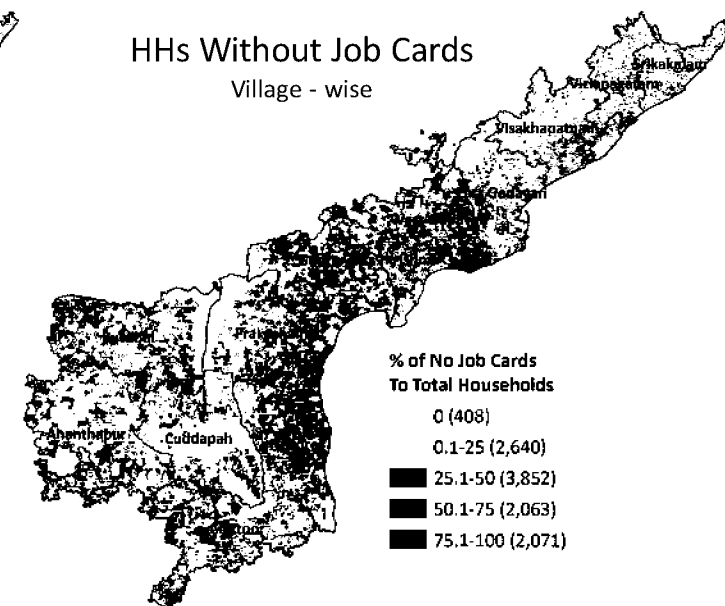 HHs Without Job Cards
Village - wise
Srikakulam
Vizianagaram
Visakhapatnam
Godavari
Ananthapur
Cuddapah
% of No Job Cards
To Total Households
0 (408)
0.1-25 (2,640)
25.1-50 (3,852)
50.1-75 (2,063)
75.1-100 (2,071)